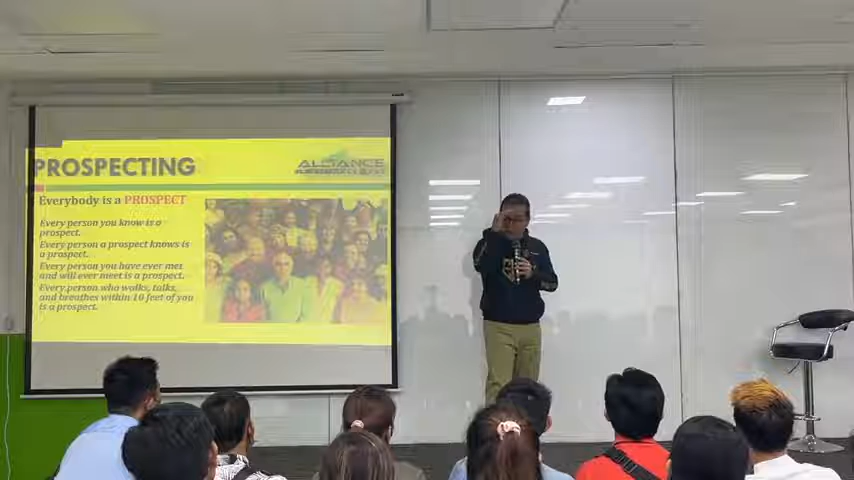 PROSPECTING
ALLIANCE
Everybody is a PROSPECT
Every person you know is a
prospect.
Every person a prospect knows is
a prospect.
Every person you have ever met
and will ever meet is a prospect.
Every person who walks, talks,
and breathes within 10 feet of you
is a prospect.